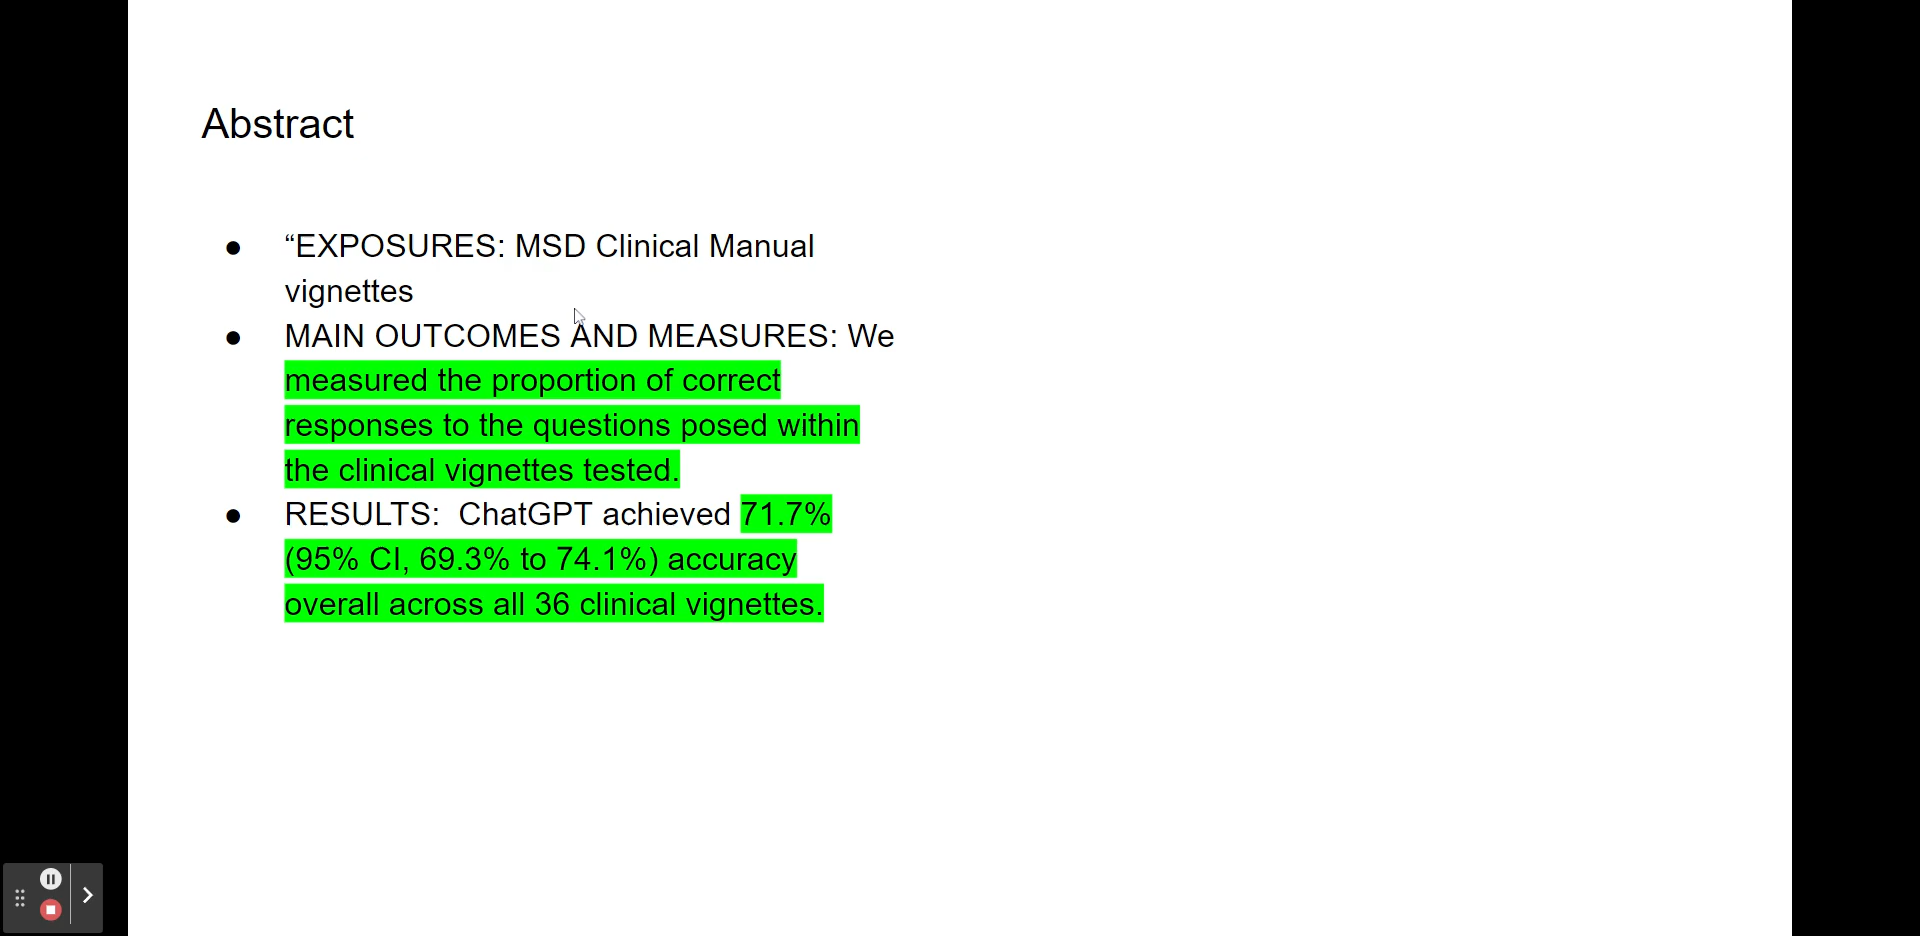 Abstract
● “EXPOSURES: MSD Clinical Manual
vignettes
● MAIN OUTCOMES AND MEASURES: We
measured the proportion of correct
responses to the questions posed within
the clinical vignettes tested.
● RESULTS:  ChatGPT achieved 71.7%
(95% CI, 69.3% to 74.1%) accuracy
overall across all 36 clinical vignettes.